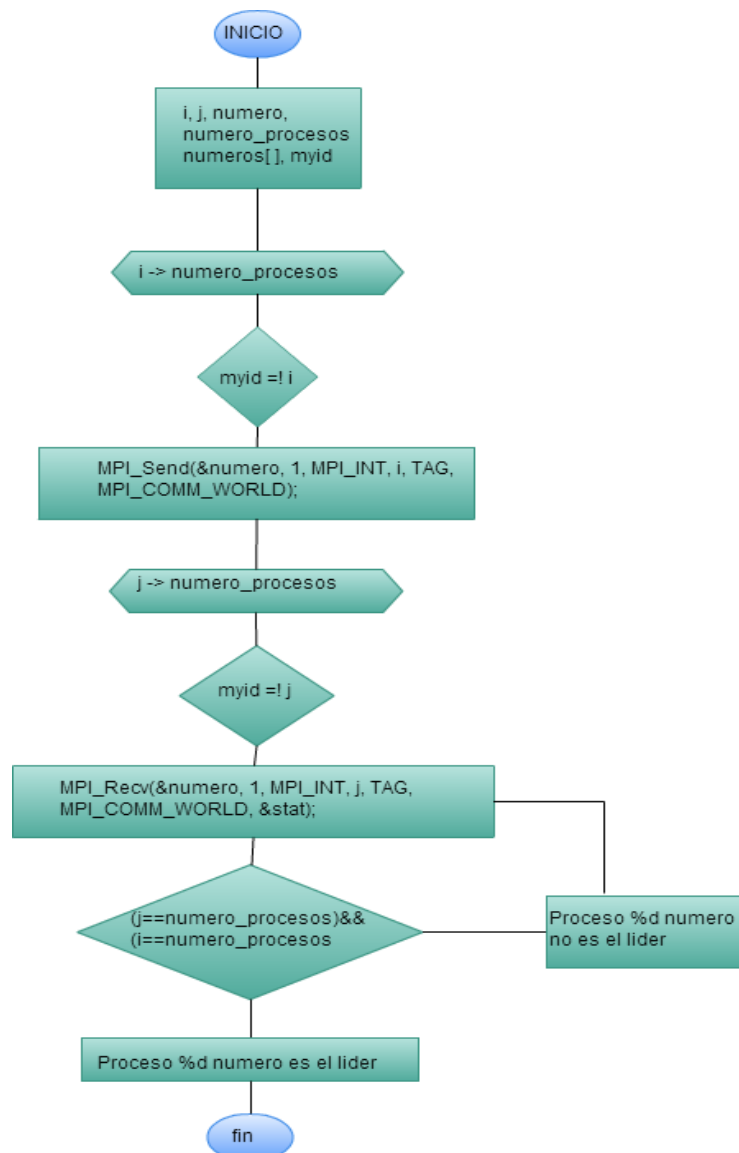 INICIO
i, j, numero,
numero_procesos
numeros[ ], myid
i -> numero_procesos
myid =! i
MPI_Send(&numero, 1, MPI_INT, i, TAG,
MPI_COMM_WORLD);
j -> numero_procesos
myid =! j
MPI_Recv(&numero, 1, MPI_INT, j, TAG,
MPI_COMM_WORLD, &stat);
(j==numero_procesos)&&
(i==numero_procesos
Proceso %d numero
no es el lider
Proceso %d numero es el lider
fin